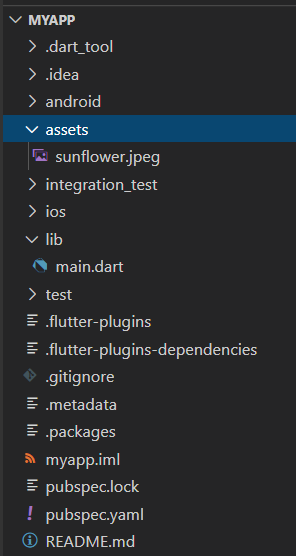 MYAPP
.dart_tool
.idea
android
assets
sunflower.jpeg
integration_test
ios
lib
main.dart
test
.flutter-plugins
.flutter-plugins-dependencies
.gitignore
.metadata
.packages
myapp.iml
pubspec.lock
pubspec.yaml
README.md